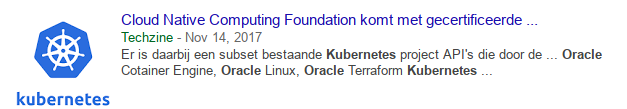 Cloud Native Computing Foundation komt met gecertificeerde ...
Techzine - Nov 14, 2017
Er is daarbij een subset bestaande Kubernetes project API's die door de ... Oracle
Cotainer Engine, Oracle Linux, Oracle Terraform Kubernetes ...
kubernetes